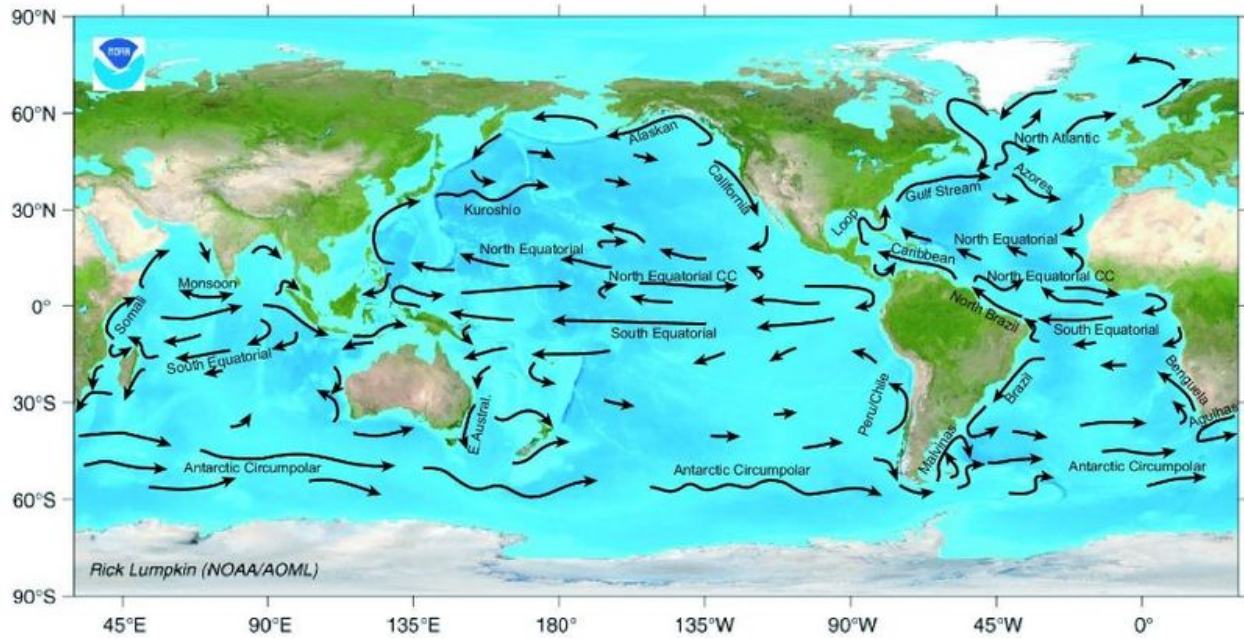 90°N
NOAA
60°N
Alaskan
North Atlantic
California
Azores
Gulf Stream
30°N
Kuroshio
Loop
North Equatorial
North Equatorial
Caribbean
Monsoon
North Equatorial CC
North Equatorial CC
0°
Somali
North Brazil
South Equatorial
South Equatorial
South Equatorial
Benguela
Brazil
30°S
Peru/Chile
E.Austral.
Agulhas
Malvinas
Antarctic Circumpolar
Antarctic Circumpolar
Antarctic Circumpolar
60°S
Rick Lumpkin (NOAA/AOML)
90°S
45°E 90°E 135°E 180° 135°W 90°W 45°W 0°